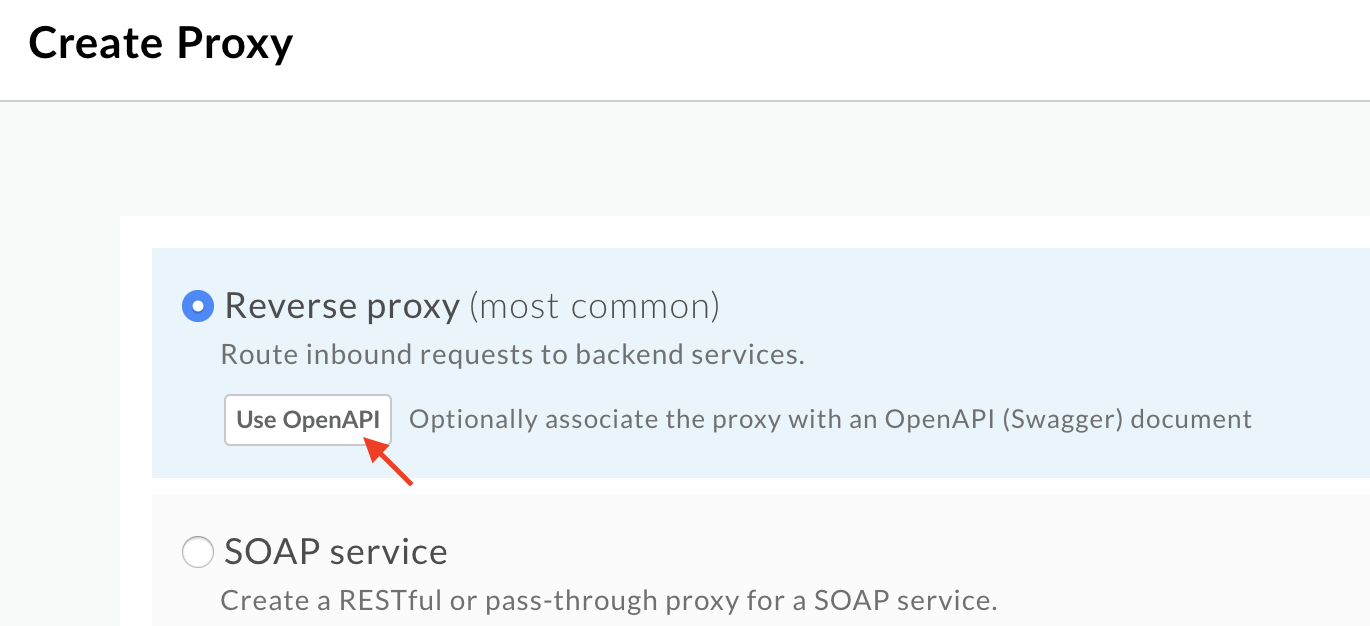 Create Proxy
Reverse proxy (most common)
Route inbound requests to backend services.
Use OpenAPI Optionally associate the proxy with an OpenAPI (Swagger) document
SOAP service
Create a RESTful or pass-through proxy for a SOAP service.